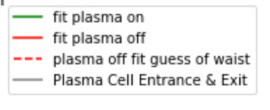 fit plasma on
fit plasma off
plasma off fit guess of waist
Plasma Cell Entrance & Exit